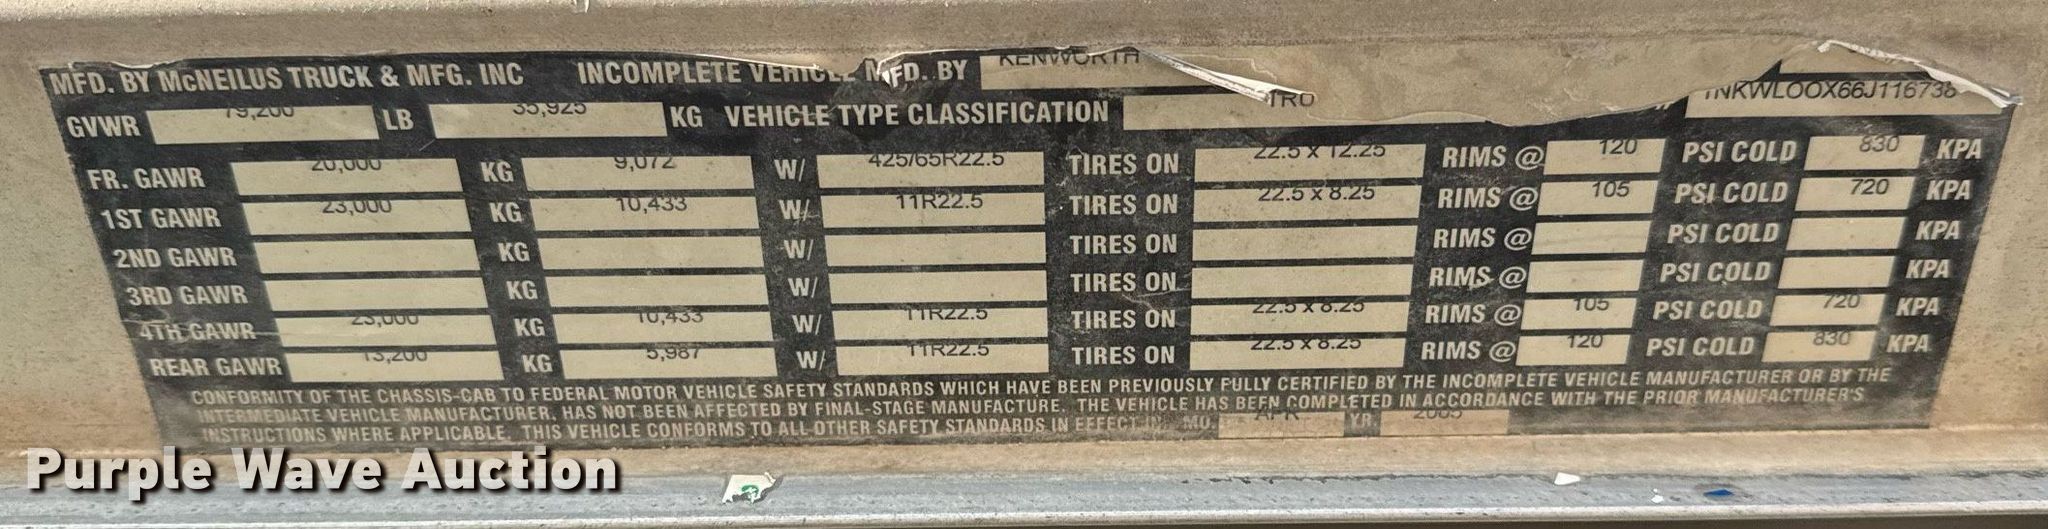 MFD. BY McNEILUS TRUCK & MFG. INC INCOMPLETE VEHICLE MFD. BY KENWORTH
GVWR 79,200 LB 35,925 KG VEHICLE TYPE CLASSIFICATION TRU 1NKWLOOX66J116738
FR. GAWR 20,000 KG 9,072 W/ 425/65R22.5 TIRES ON 22.5 X 12.25 RIMS @ 120 PSI COLD 830 KPA
1ST GAWR 23,000 KG 10,433 W/ 11R22.5 TIRES ON 22.5 x 8.25 RIMS @ 105 PSI COLD 720 KPA
2ND GAWR KG W/ TIRES ON RIMS @ PSI COLD KPA
3RD GAWR KG W/ TIRES ON RIMS @ PSI COLD KPA
4TH GAWR 23,000 KG 10,433 W/ 11R22.5 TIRES ON 22.5 x 8.25 RIMS @ 105 PSI COLD 720 KPA
REAR GAWR 13,200 KG 5,987 W/ 11R22.5 TIRES ON 22.5 x 8.25 RIMS @ 120 PSI COLD 830 KPA
CONFORMITY OF THE CHASSIS-CAB TO FEDERAL MOTOR VEHICLE SAFETY STANDARDS WHICH HAVE BEEN PREVIOUSLY FULLY CERTIFIED BY THE INCOMPLETE VEHICLE MANUFACTURER OR BY THE
INTERMEDIATE VEHICLE MANUFACTURER, HAS NOT BEEN AFFECTED BY FINAL-STAGE MANUFACTURE. THE VEHICLE HAS BEEN COMPLETED IN ACCORDANCE WITH THE PRIOR MANUFACTURER'S
INSTRUCTIONS WHERE APPLICABLE. THIS VEHICLE CONFORMS TO ALL OTHER SAFETY STANDARDS IN EFFECT IN: MO. APR YR. 2005
Purple Wave Auction